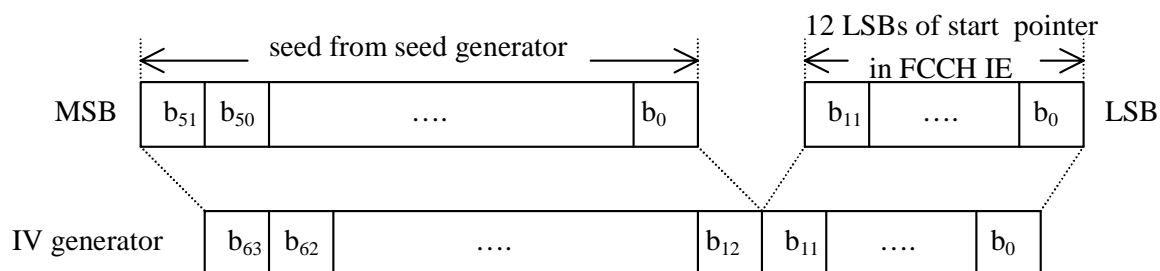 12 LSBs of start pointer
seed from seed generator
in FCCH IE
MSB b51 b50 …. b0 b11 …. b0 LSB
IV generator b63 b62 …. b12 b11 …. b0